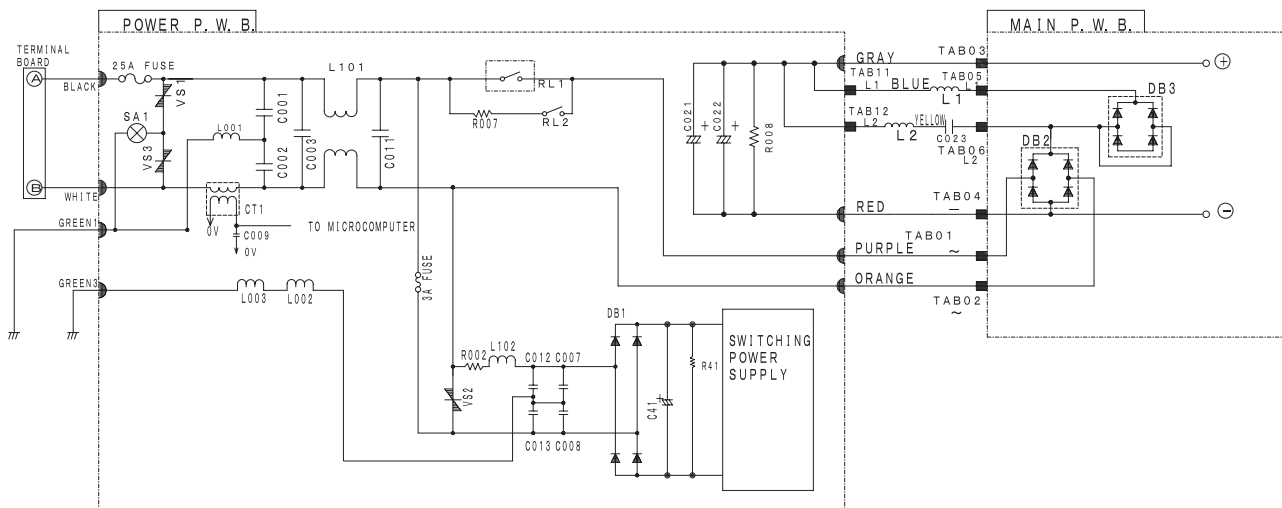 POWER P. W. B.
MAIN P. W. B.
TERMINAL
BOARD
25A FUSE
L101
GRAY
TAB03
A
BLACK
VS1
C001
RL1
TAB11
L1
BLUE
L1
TAB05
L1
DB3
+
SA1
L001
R007
RL2
C021
+
C022
+
R008
TAB12
L2
L2
YELLOW
C023
TAB06
L2
DB2
VS3
C002
C003
C011
B
WHITE
CT1
RED
TAB04
−
−
GREEN1
0V
C009
0V
TO MICROCOMPUTER
PURPLE
TAB01
~
GREEN3
L003
L002
3A FUSE
ORANGE
TAB02
~
DB1
R002
L102
C012
C007
VS2
C013
C008
C41
+
R41
SWITCHING
POWER
SUPPLY